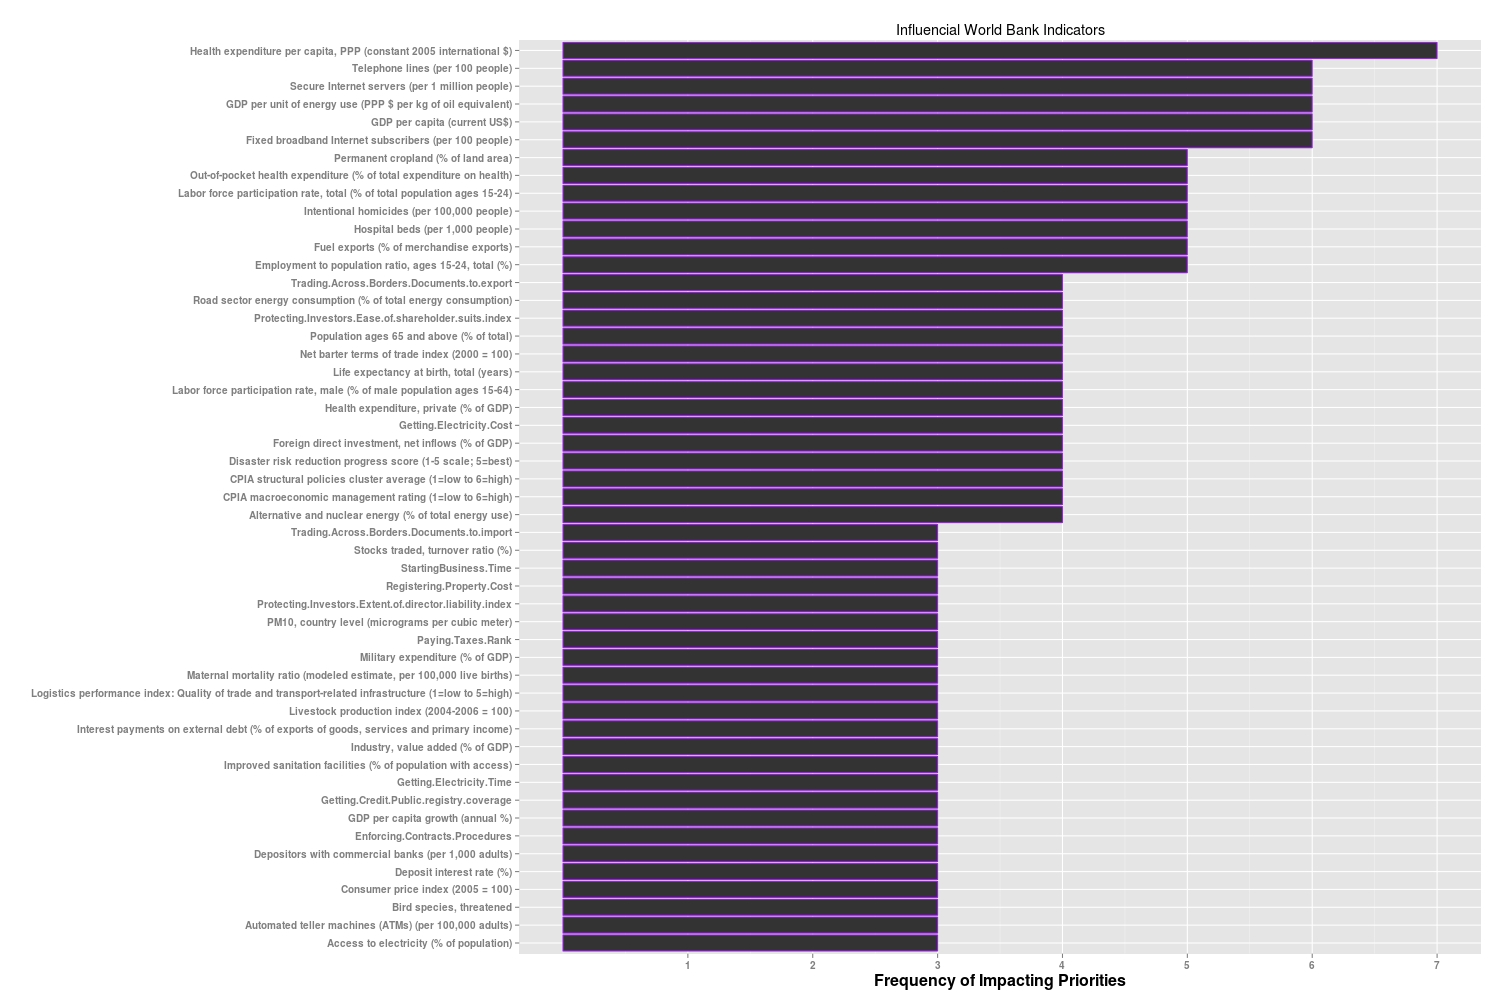 Influencial World Bank Indicators
Health expenditure per capita, PPP (constant 2005 international $)
Telephone lines (per 100 people)
Secure Internet servers (per 1 million people)
GDP per unit of energy use (PPP $ per kg of oil equivalent)
GDP per capita (current US$)
Fixed broadband Internet subscribers (per 100 people)
Permanent cropland (% of land area)
Out-of-pocket health expenditure (% of total expenditure on health)
Labor force participation rate, total (% of total population ages 15-24)
Intentional homicides (per 100,000 people)
Hospital beds (per 1,000 people)
Fuel exports (% of merchandise exports)
Employment to population ratio, ages 15-24, total (%)
Trading.Across.Borders.Documents.to.export
Road sector energy consumption (% of total energy consumption)
Protecting.Investors.Ease.of.shareholder.suits.index
Population ages 65 and above (% of total)
Net barter terms of trade index (2000 = 100)
Life expectancy at birth, total (years)
Labor force participation rate, male (% of male population ages 15-64)
Health expenditure, private (% of GDP)
Getting.Electricity.Cost
Foreign direct investment, net inflows (% of GDP)
Disaster risk reduction progress score (1-5 scale; 5=best)
CPIA structural policies cluster average (1=low to 6=high)
CPIA macroeconomic management rating (1=low to 6=high)
Alternative and nuclear energy (% of total energy use)
Trading.Across.Borders.Documents.to.import
Stocks traded, turnover ratio (%)
StartingBusiness.Time
Registering.Property.Cost
Protecting.Investors.Extent.of.director.liability.index
PM10, country level (micrograms per cubic meter)
Paying.Taxes.Rank
Military expenditure (% of GDP)
Maternal mortality ratio (modeled estimate, per 100,000 live births)
Logistics performance index: Quality of trade and transport-related infrastructure (1=low to 5=high)
Livestock production index (2004-2006 = 100)
Interest payments on external debt (% of exports of goods, services and primary income)
Industry, value added (% of GDP)
Improved sanitation facilities (% of population with access)
Getting.Electricity.Time
Getting.Credit.Public.registry.coverage
GDP per capita growth (annual %)
Enforcing.Contracts.Procedures
Depositors with commercial banks (per 1,000 adults)
Deposit interest rate (%)
Consumer price index (2005 = 100)
Bird species, threatened
Automated teller machines (ATMs) (per 100,000 adults)
Access to electricity (% of population)
1 2 3 4 5 6 7
Frequency of Impacting Priorities